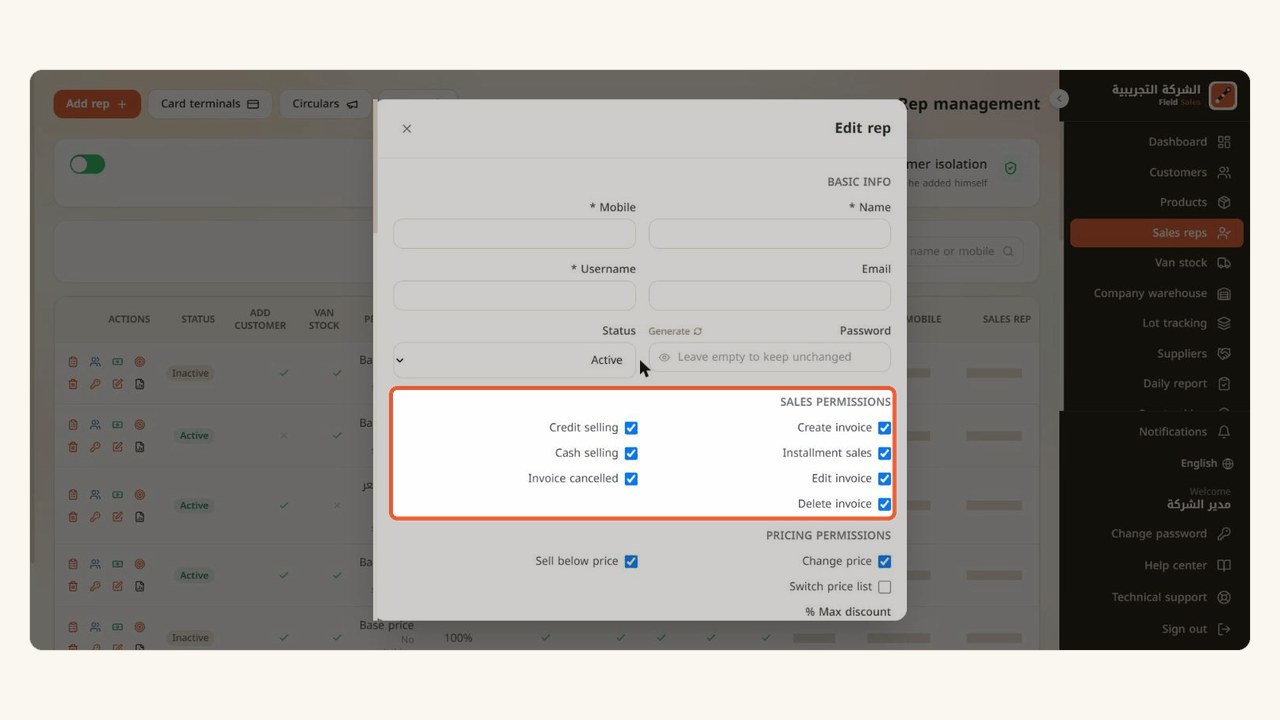 Add rep
Card terminals
Circulars
Rep management
الشركة التجريبية
Field Sales
Edit rep
BASIC INFO
* Name
* Mobile
Email
* Username
Password
Generate
Leave empty to keep unchanged
Status
Active
SALES PERMISSIONS
Create invoice
Credit selling
Installment sales
Cash selling
Edit invoice
Invoice cancelled
Delete invoice
PRICING PERMISSIONS
Change price
Sell below price
Switch price list
% Max discount
he added himself
name or mobile
ACTIONS
STATUS
ADD CUSTOMER
VAN STOCK
SALES REP
Inactive
Active
Active
Active
Inactive
Base price
No
100%
Dashboard
Customers
Products
Sales reps
Van stock
Company warehouse
Lot tracking
Suppliers
Daily report
Notifications
English
Welcome
مدير الشركة
Change password
Help center
Technical support
Sign out